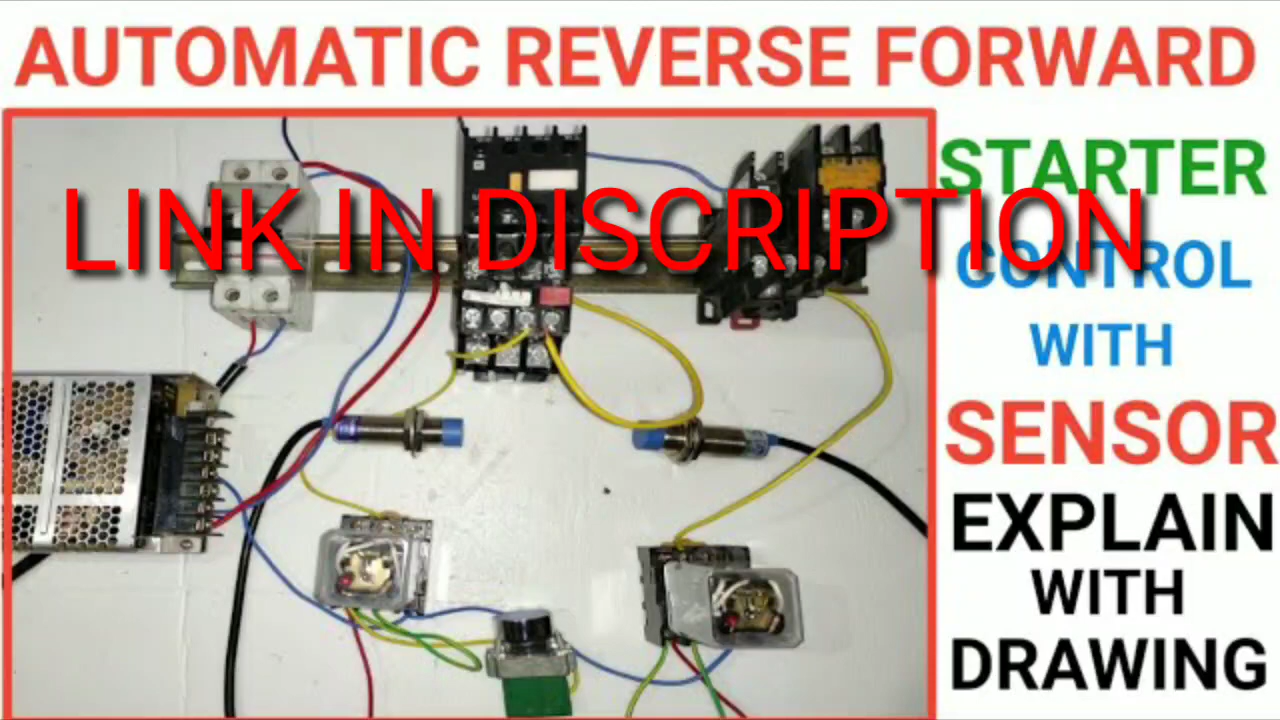 AUTOMATIC REVERSE FORWARD
STARTER
LINK IN DISCRIPTION
CONTROL
WITH
SENSOR
EXPLAIN
WITH
DRAWING